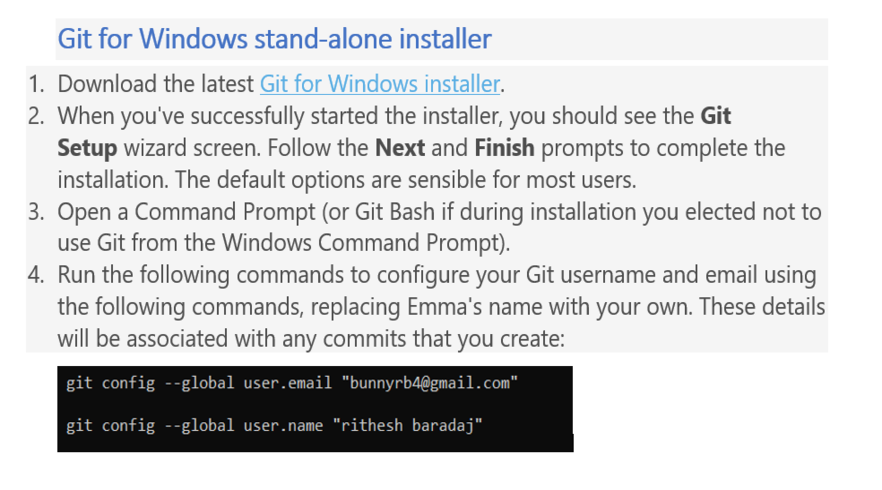 Git for Windows stand-alone installer
1. Download the latest Git for Windows installer.
2. When you've successfully started the installer, you should see the Git
Setup wizard screen. Follow the Next and Finish prompts to complete the
installation. The default options are sensible for most users.
3. Open a Command Prompt (or Git Bash if during installation you elected not to
use Git from the Windows Command Prompt).
4. Run the following commands to configure your Git username and email using
the following commands, replacing Emma's name with your own. These details
will be associated with any commits that you create:
git config --global user.email "bunnyrb4@gmail.com"
git config --global user.name "rithesh baradaj"